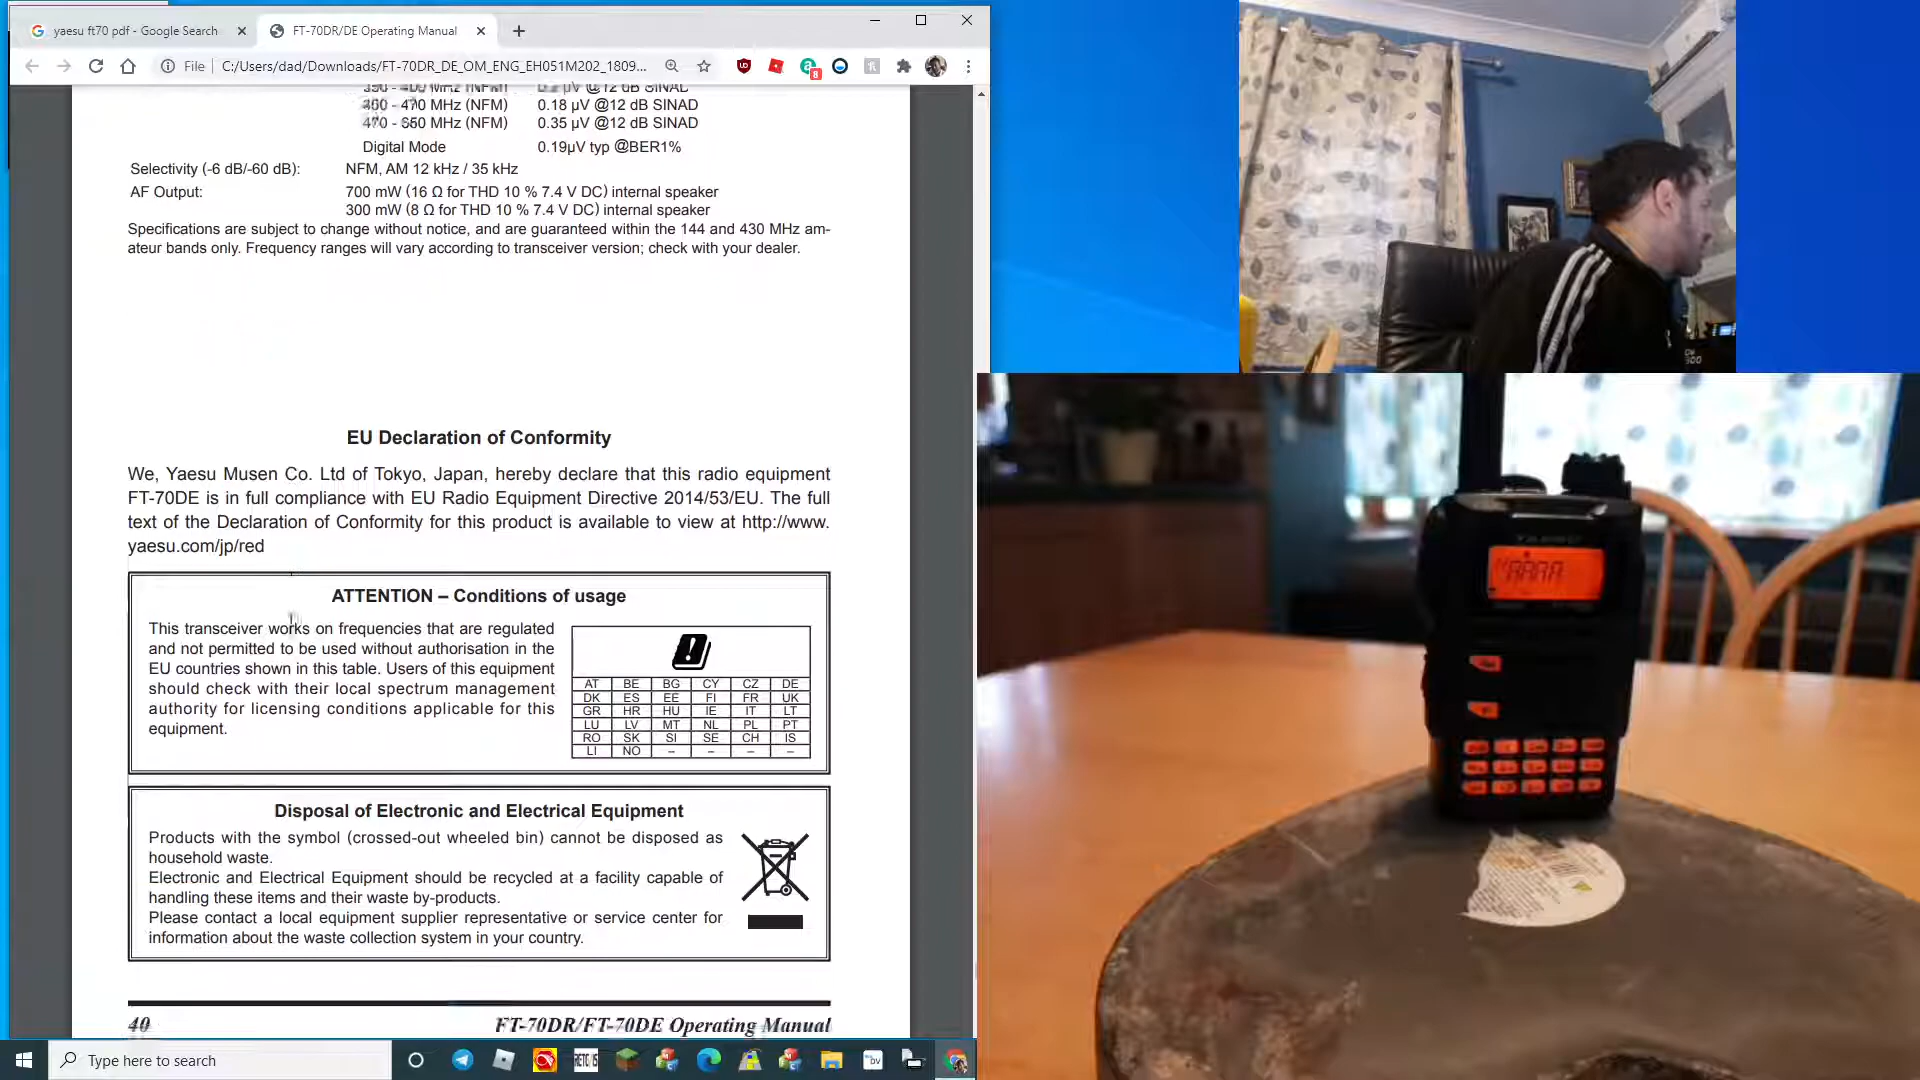 yaesu ft70 pdf - Google Search
FT-70DR/DE Operating Manual
File
C:/Users/dad/Downloads/FT-70DR_DE_OM_ENG_EH051M202_1809...
8
0.2 µV @12 dB SINAD
460 - 470 MHz (NFM) 0.18 µV @12 dB SINAD
470 - 550 MHz (NFM) 0.35 µV @12 dB SINAD
Digital Mode 0.19µV typ @BER1%
Selectivity (-6 dB/-60 dB): NFM, AM 12 kHz / 35 kHz
AF Output: 700 mW (16 Ω for THD 10 % 7.4 V DC) internal speaker
300 mW (8 Ω for THD 10 % 7.4 V DC) internal speaker
Specifications are subject to change without notice, and are guaranteed within the 144 and 430 MHz am-
ateur bands only. Frequency ranges will vary according to transceiver version; check with your dealer.
EU Declaration of Conformity
We, Yaesu Musen Co. Ltd of Tokyo, Japan, hereby declare that this radio equipment
FT-70DE is in full compliance with EU Radio Equipment Directive 2014/53/EU. The full
text of the Declaration of Conformity for this product is available to view at http://www.
yaesu.com/jp/red
ATTENTION – Conditions of usage
This transceiver works on frequencies that are regulated
and not permitted to be used without authorisation in the
EU countries shown in this table. Users of this equipment
should check with their local spectrum management
authority for licensing conditions applicable for this
equipment.
AT BE BG CY CZ DE
DK ES EE FI FR UK
GR HR HU IE IT LT
LU LV MT NL PL PT
RO SK SI SE CH IS
LI NO – – – –
Disposal of Electronic and Electrical Equipment
Products with the symbol (crossed-out wheeled bin) cannot be disposed as
household waste.
Electronic and Electrical Equipment should be recycled at a facility capable of
handling these items and their waste by-products.
Please contact a local equipment supplier representative or service center for
information about the waste collection system in your country.
40 FT-70DR/FT-70DE Operating Manual
Type here to search
YAESU